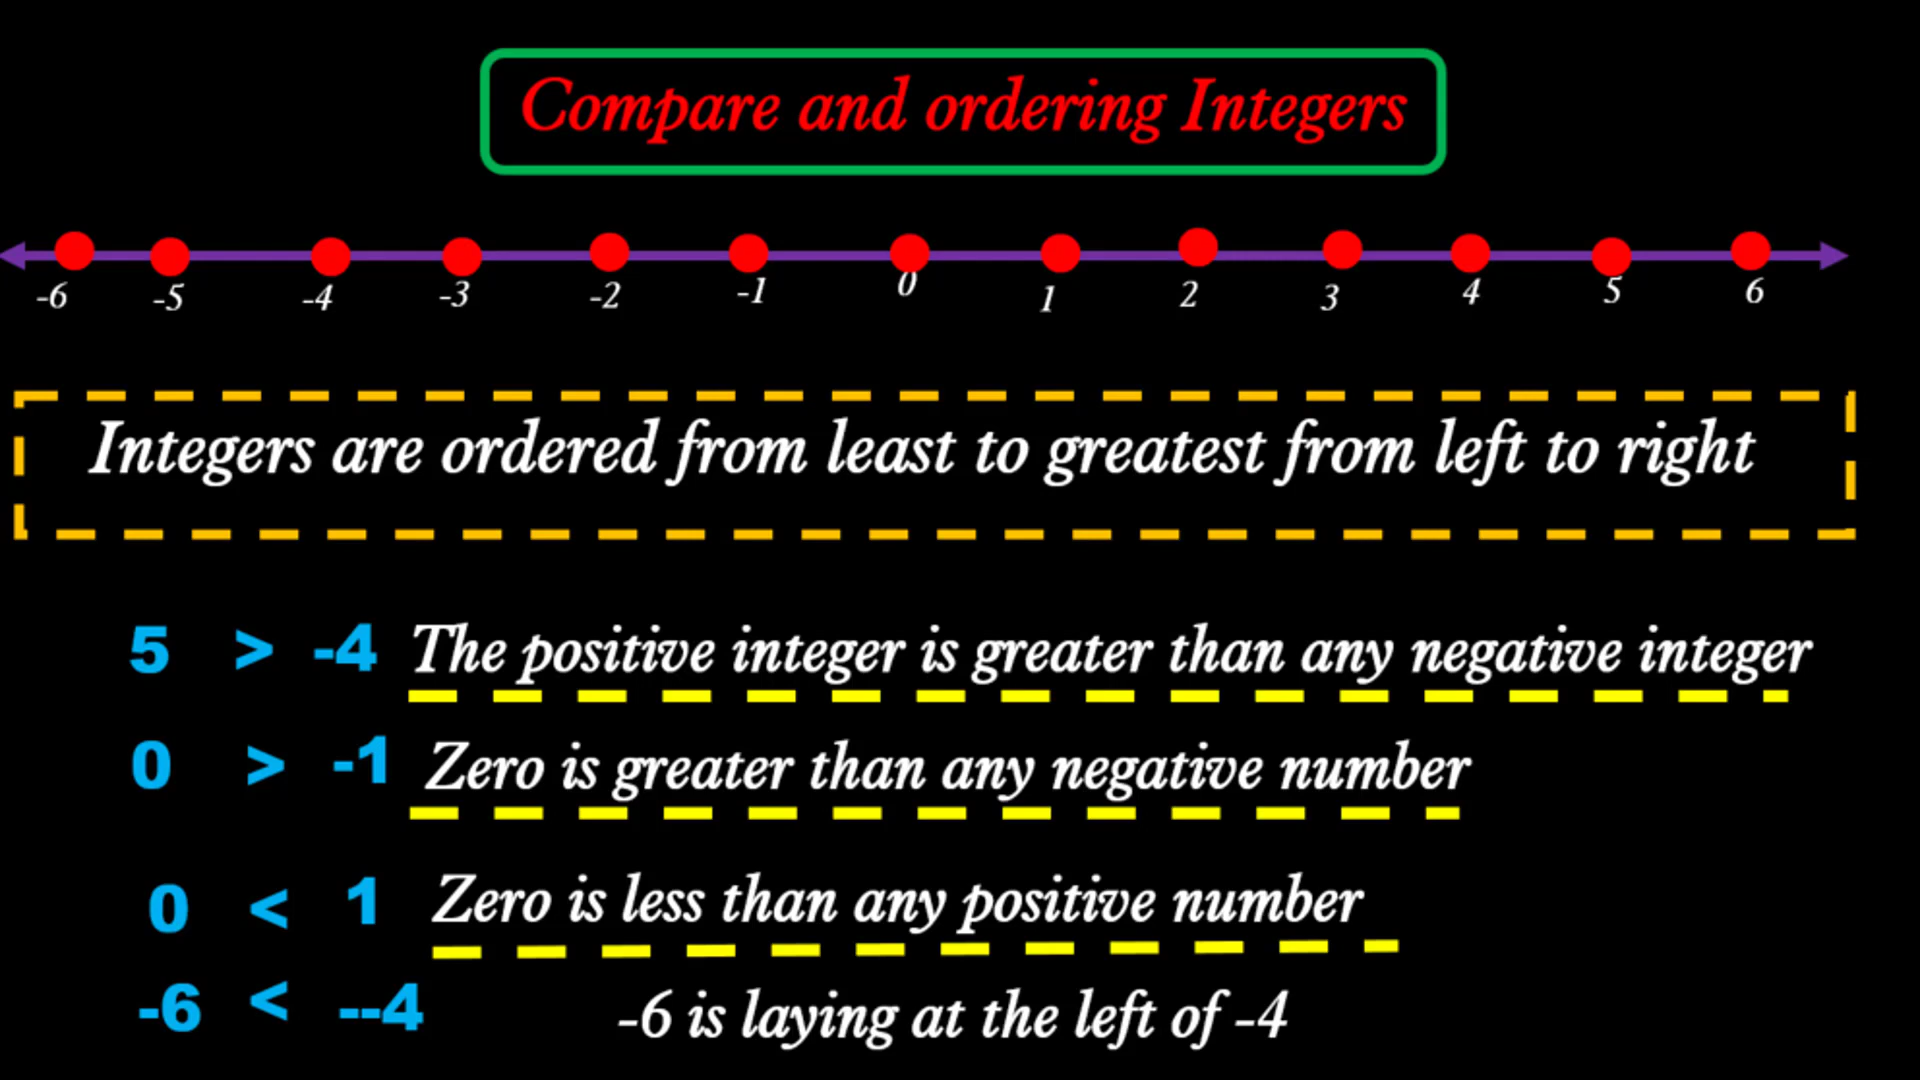 Compare and ordering Integers
-6 -5 -4 -3 -2 -1 0 1 2 3 4 5 6
Integers are ordered from least to greatest from left to right
5 > -4 The positive integer is greater than any negative integer
0 > -1 Zero is greater than any negative number
0 < 1 Zero is less than any positive number
-6 < --4 -6 is laying at the left of -4